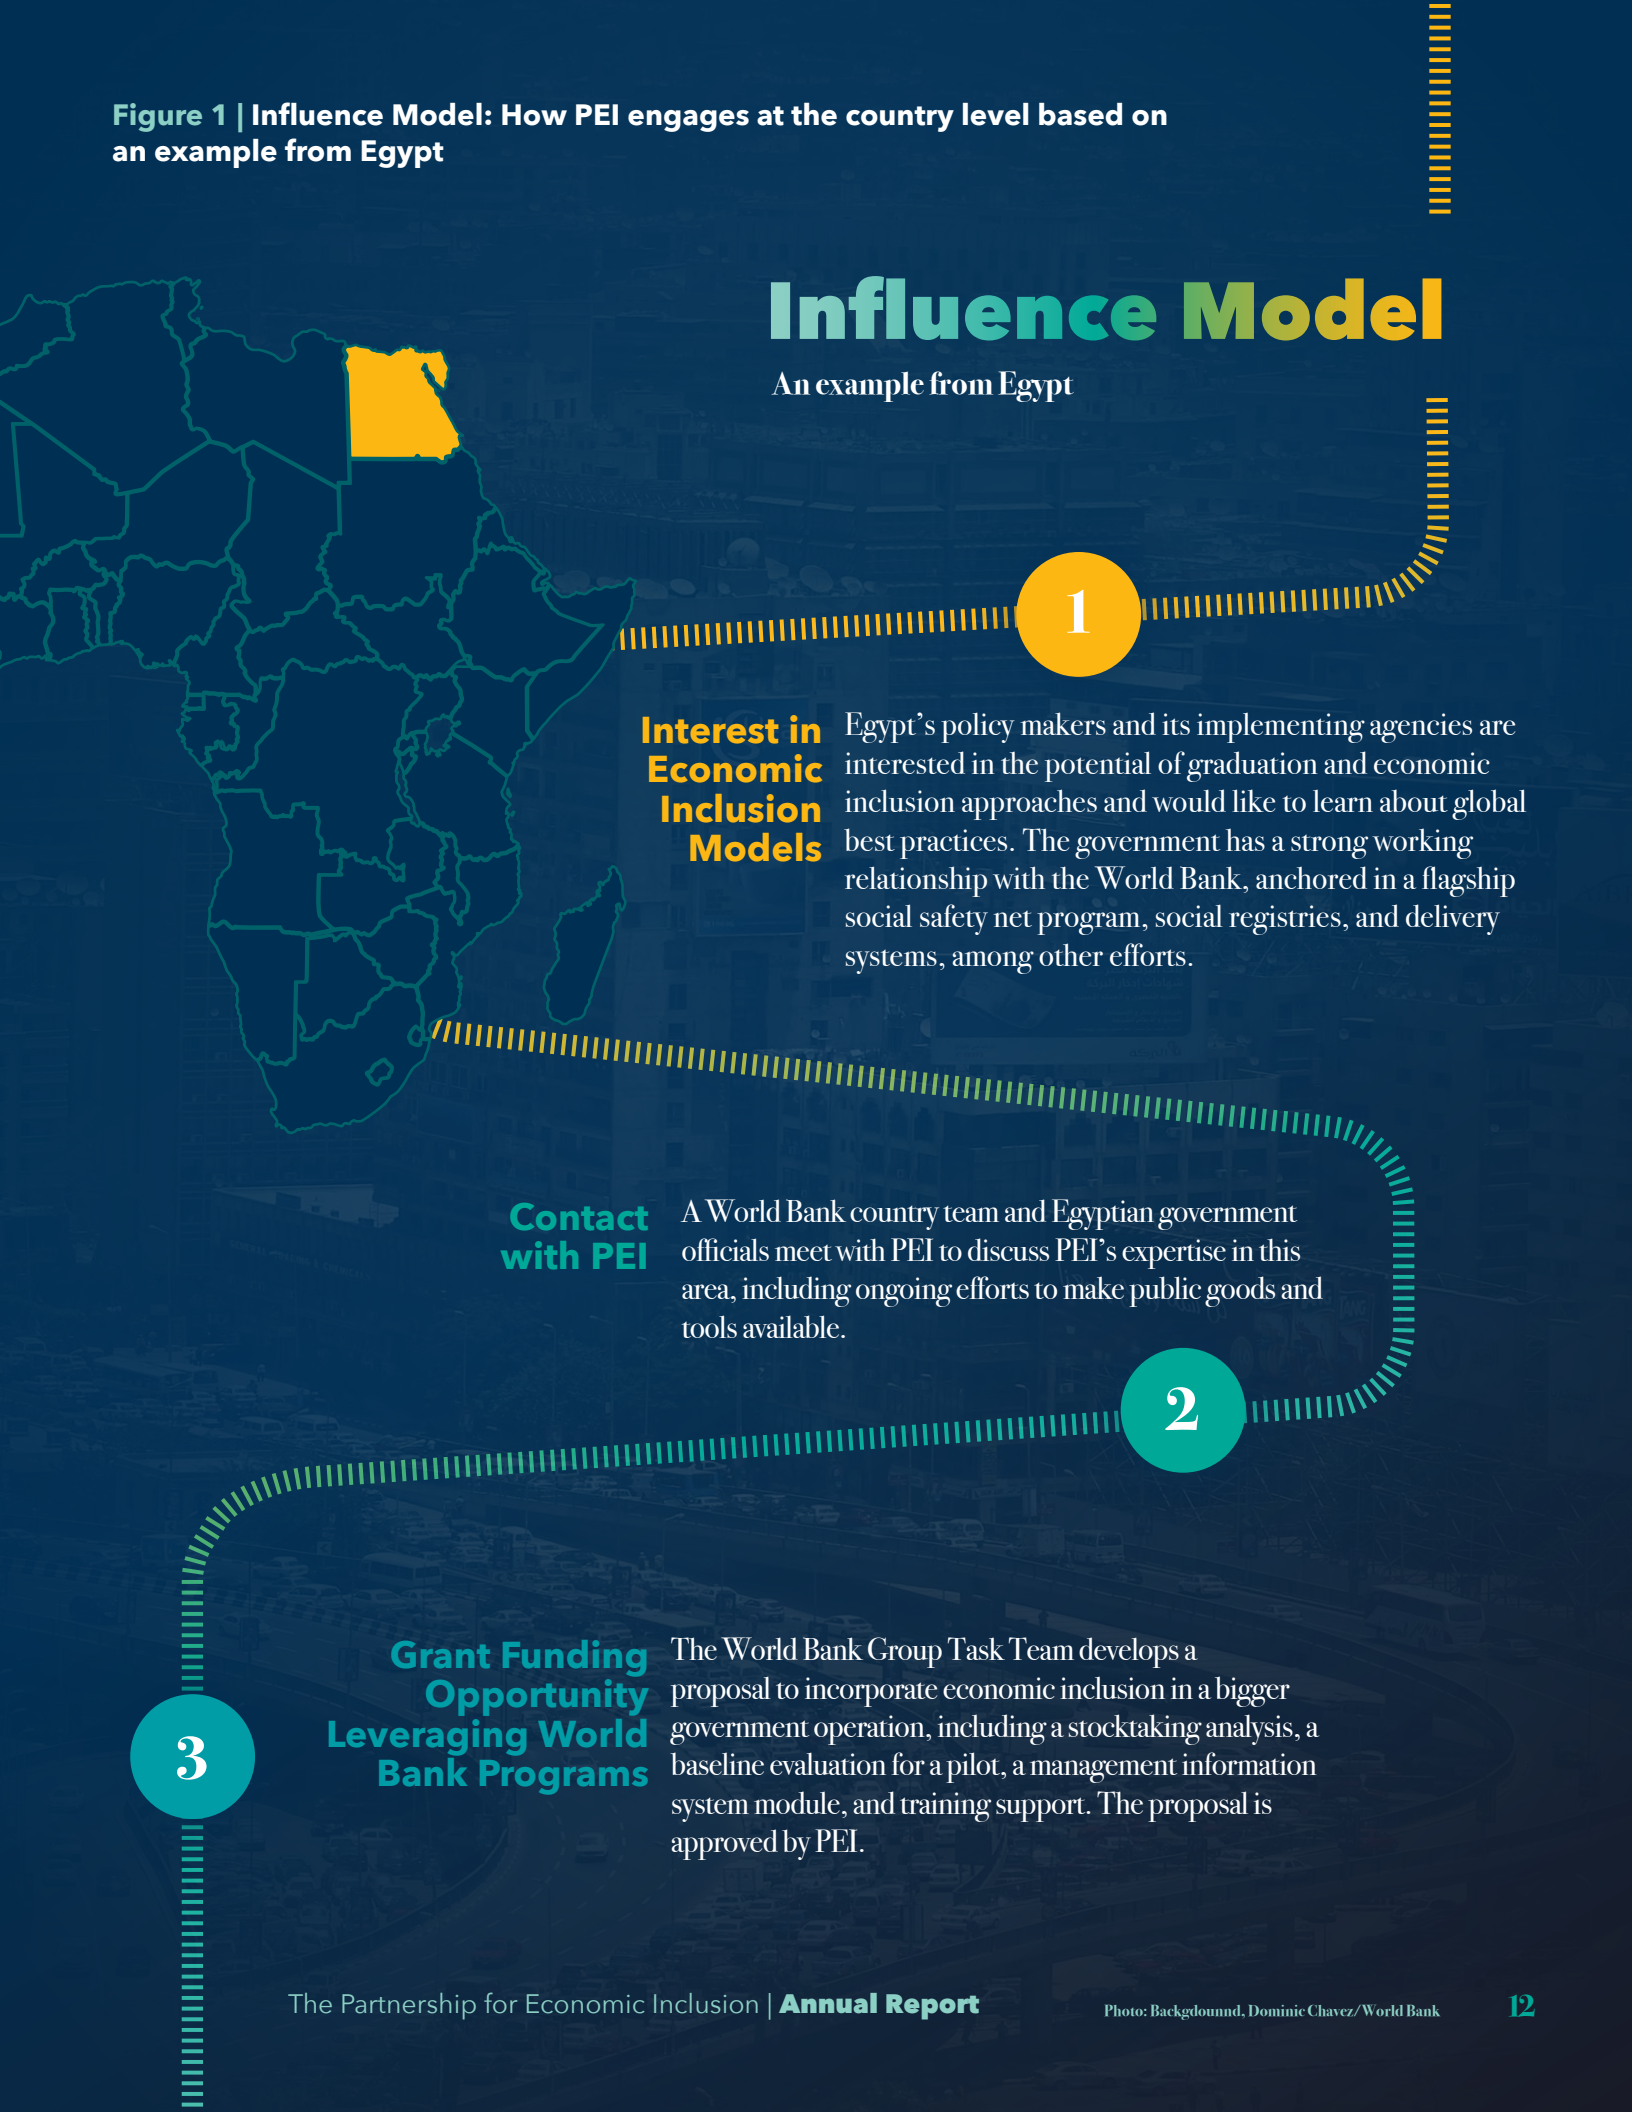 Figure 1 | Influence Model: How PEI engages at the country level based on
an example from Egypt
Influence Model
An example from Egypt
1
Interest in
Economic
Inclusion
Models
Egypt’s policy makers and its implementing agencies are
interested in the potential of graduation and economic
inclusion approaches and would like to learn about global
best practices. The government has a strong working
relationship with the World Bank, anchored in a flagship
social safety net program, social registries, and delivery
systems, among other efforts.
Contact
with PEI
A World Bank country team and Egyptian government
officials meet with PEI to discuss PEI’s expertise in this
area, including ongoing efforts to make public goods and
tools available.
2
Grant Funding
Opportunity
Leveraging World
Bank Programs
The World Bank Group Task Team develops a
proposal to incorporate economic inclusion in a bigger
government operation, including a stocktaking analysis, a
baseline evaluation for a pilot, a management information
system module, and training support. The proposal is
approved by PEI.
3
The Partnership for Economic Inclusion | Annual Report
Photo: Backgdounnd, Dominic Chavez/World Bank
12